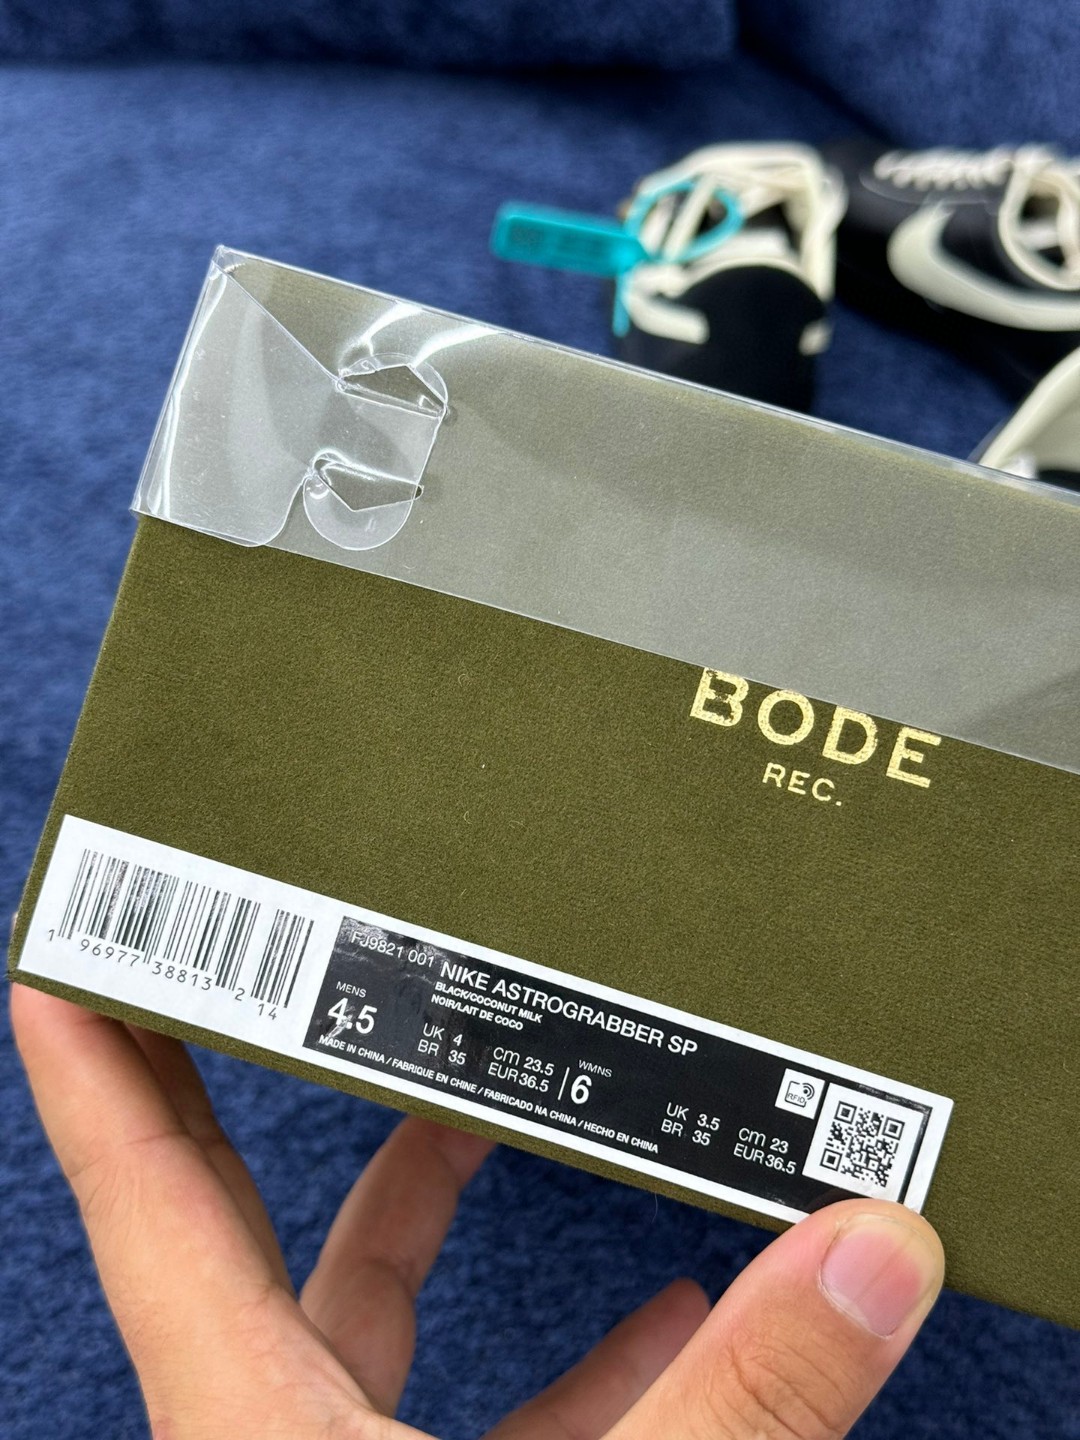 BODE
REC.
1 96977 38813 2 14
FJ9821 001 NIKE ASTROGRABBER SP
BLACK/COCONUT MILK
NOIR/LAIT DE COCO
MENS
4.5
UK 4
BR 35
cm 23.5
EUR 36.5
WMNS
6
UK 3.5
BR 35
cm 23
EUR 36.5
RFID
MADE IN CHINA / FABRIQUE EN CHINE / FABRICADO NA CHINA / HECHO EN CHINA